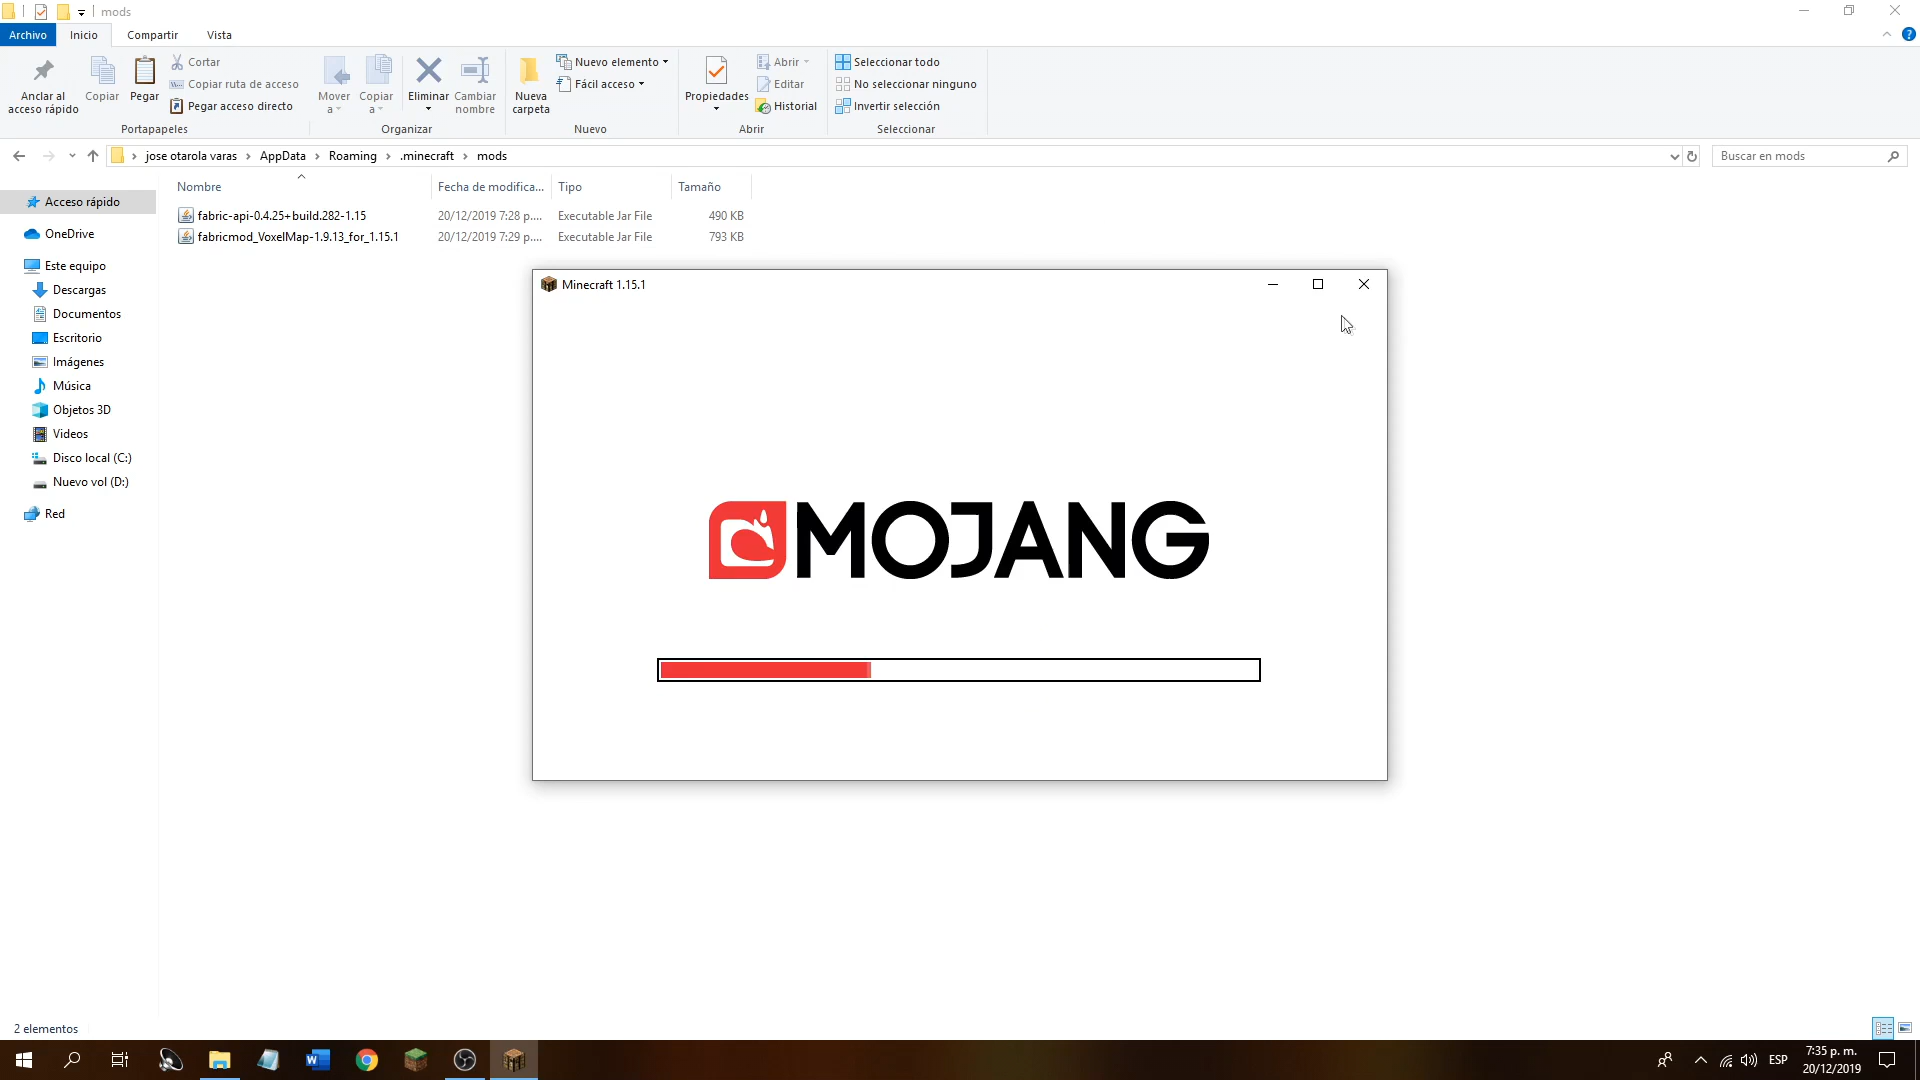 mods
Archivo
Inicio
Compartir
Vista
Anclar al
acceso rápido
Copiar
Pegar
Cortar
Copiar ruta de acceso
Pegar acceso directo
Portapapeles
Mover
a
Copiar
a
Eliminar
Cambiar
nombre
Organizar
Nueva
carpeta
Nuevo elemento
Fácil acceso
Nuevo
Propiedades
Abrir
Editar
Historial
Abrir
Seleccionar todo
No seleccionar ninguno
Invertir selección
Seleccionar
jose otarola varas > AppData > Roaming > .minecraft > mods
Buscar en mods
Nombre
Fecha de modifica...
Tipo
Tamaño
fabric-api-0.4.25+build.282-1.15
20/12/2019 7:28 p....
Executable Jar File
490 KB
fabricmod_VoxelMap-1.9.13_for_1.15.1
20/12/2019 7:29 p....
Executable Jar File
793 KB
Acceso rápido
OneDrive
Este equipo
Descargas
Documentos
Escritorio
Imágenes
Música
Objetos 3D
Videos
Disco local (C:)
Nuevo vol (D:)
Red
Minecraft 1.15.1
MOJANG
2 elementos
ESP
7:35 p. m.
20/12/2019